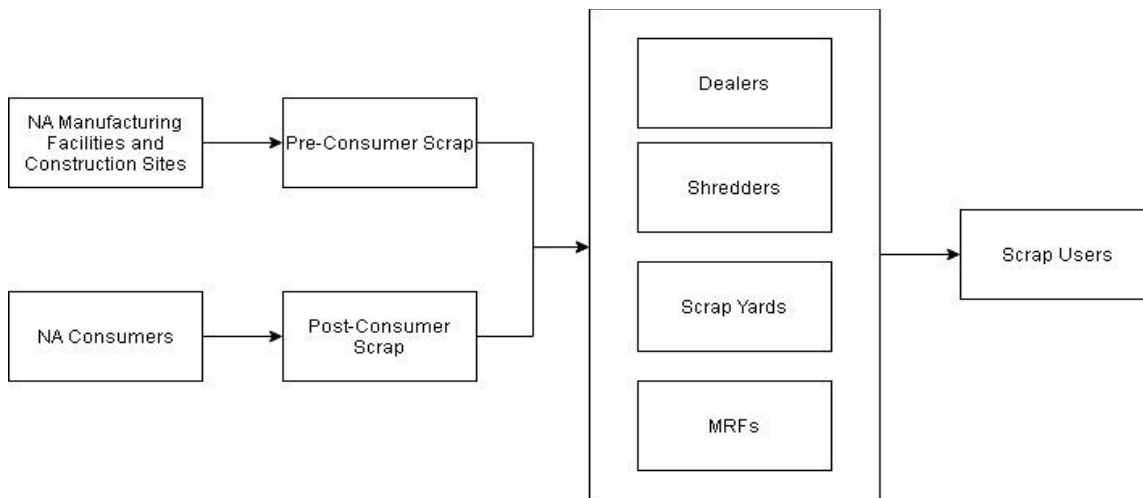 NA Manufacturing
Facilities and
Construction Sites
Pre-Consumer Scrap
NA Consumers
Post-Consumer
Scrap
Dealers
Shredders
Scrap Yards
MRFs
Scrap Users